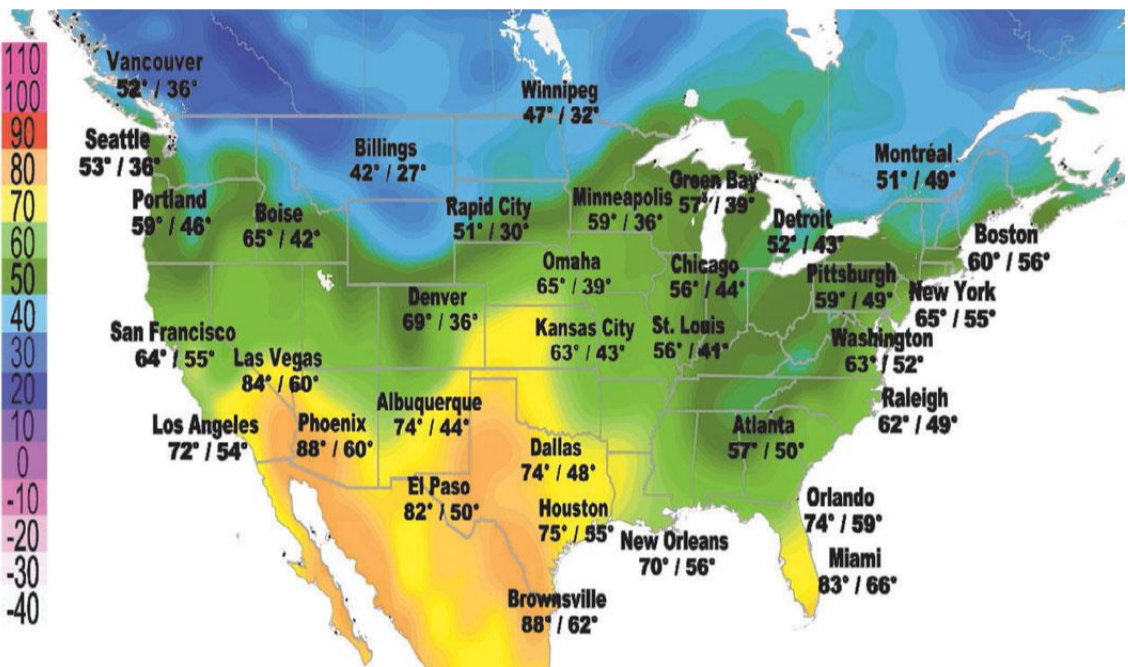 110
100
90
80
70
60
50
40
30
20
10
0
-10
-20
-30
-40
Vancouver
52° / 36°
Seattle
53° / 36°
Portland
59° / 46°
Boise
65° / 42°
Billings
42° / 27°
Winnipeg
47° / 32°
Rapid City
51° / 30°
Minneapolis
59° / 36°
Green Bay
57° / 39°
Montréal
51° / 49°
Detroit
52° / 43°
Boston
60° / 56°
Omaha
65° / 39°
Chicago
56° / 44°
Pittsburgh
59° / 49°
New York
65° / 55°
Denver
69° / 36°
Kansas City
63° / 43°
St. Louis
56° / 41°
Washington
63° / 52°
San Francisco
64° / 55°
Las Vegas
84° / 60°
Los Angeles
72° / 54°
Phoenix
88° / 60°
Albuquerque
74° / 44°
Raleigh
62° / 49°
Atlanta
57° / 50°
Dallas
74° / 48°
El Paso
82° / 50°
Houston
75° / 55°
New Orleans
70° / 56°
Orlando
74° / 59°
Miami
83° / 66°
Brownsville
88° / 62°